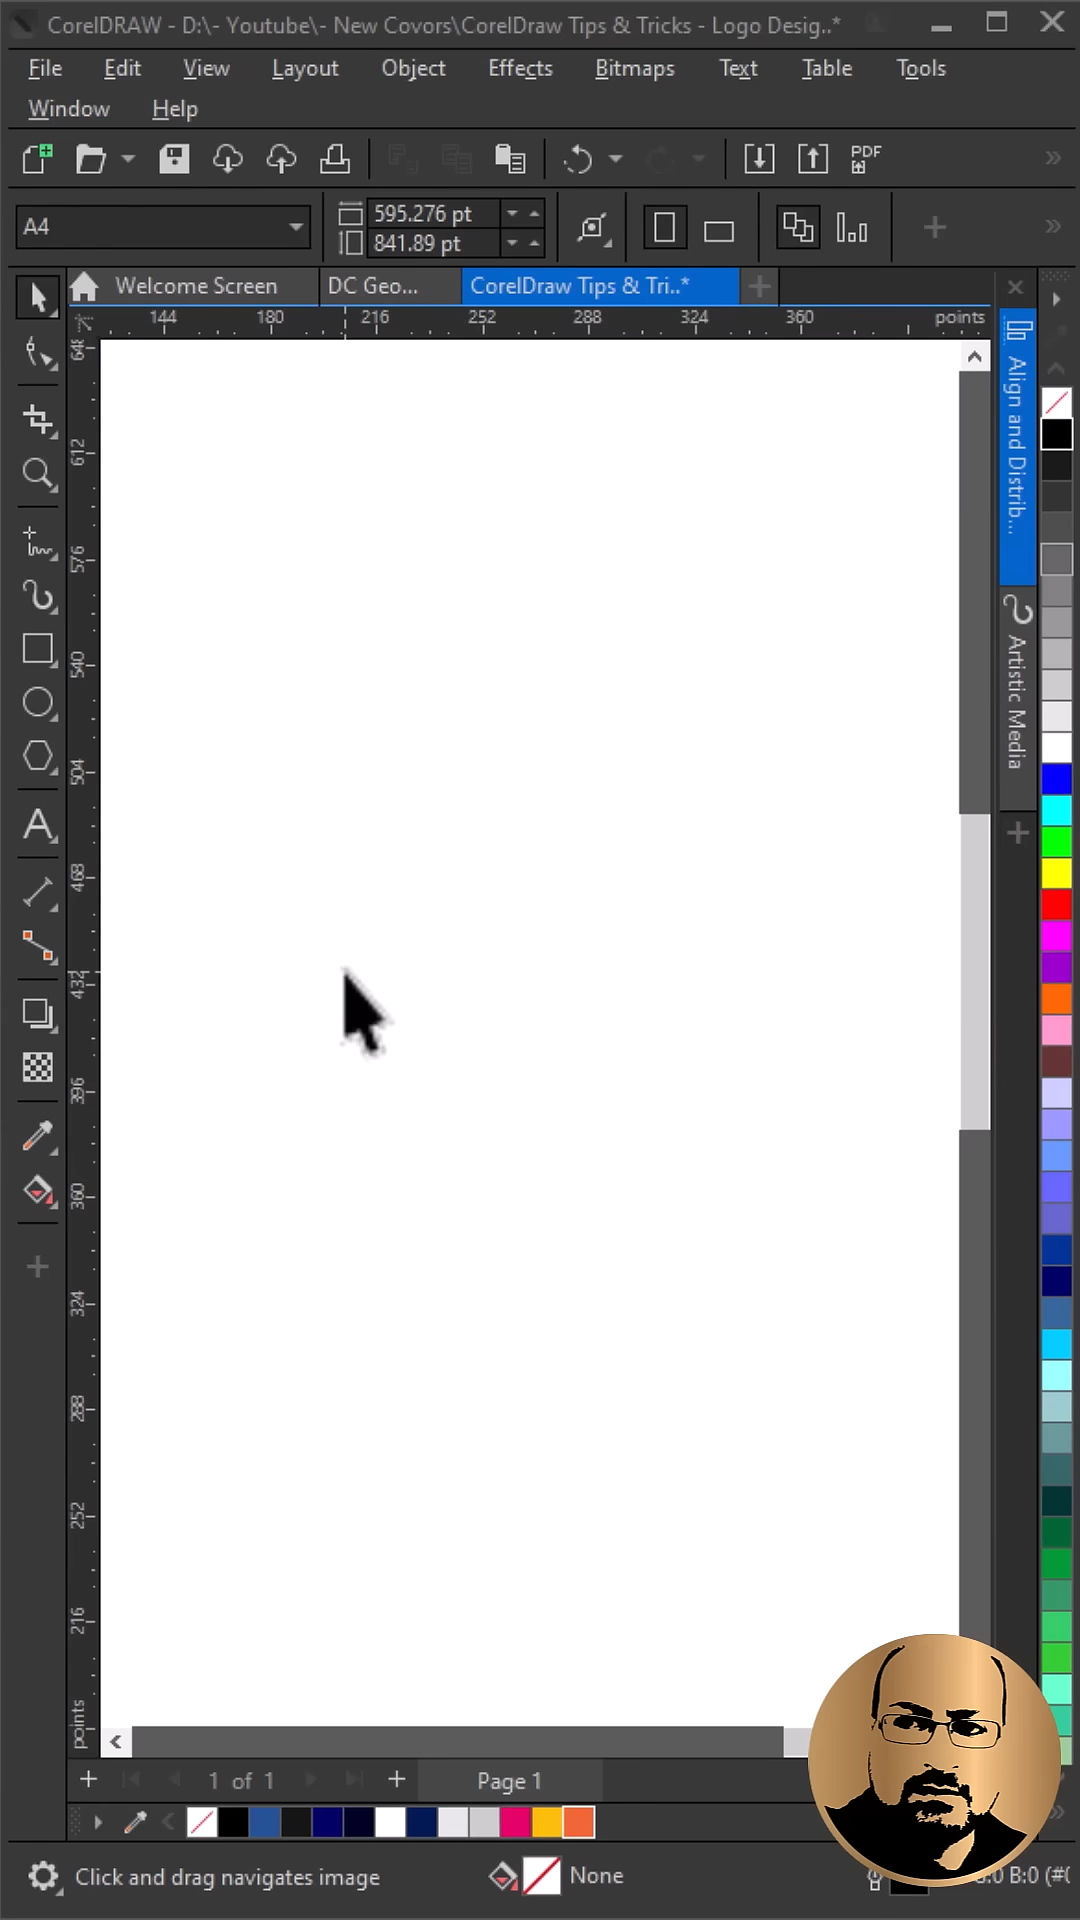 CorelDRAW - D:\- Youtube\- New Covors\CorelDraw Tips & Tricks - Logo Desig..*
File Edit View Layout Object Effects Bitmaps Text Table Tools
Window Help
PDF
A4
595.276 pt
841.89 pt
Welcome Screen DC Geo... CorelDraw Tips & Tri..*
144 180 216 252 288 324 360 points
648
612
576
540
504
468
432
396
360
324
288
252
216
points
Align and Distrib...
Artistic Media
A
1 of 1 Page 1
Click and drag navigates image None B:0 (#0